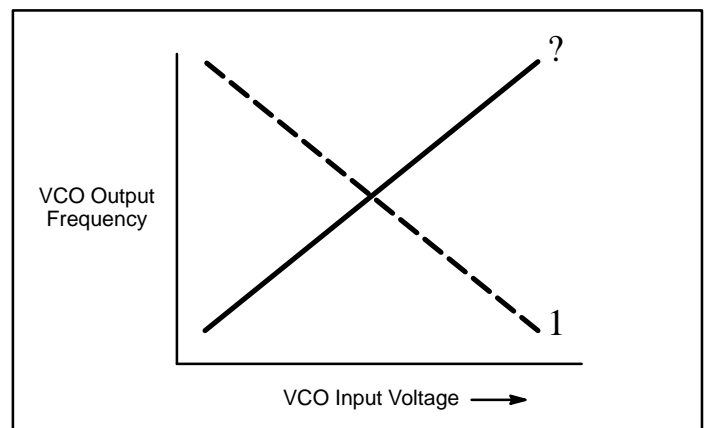 ?
VCO Output
Frequency
1
VCO Input Voltage